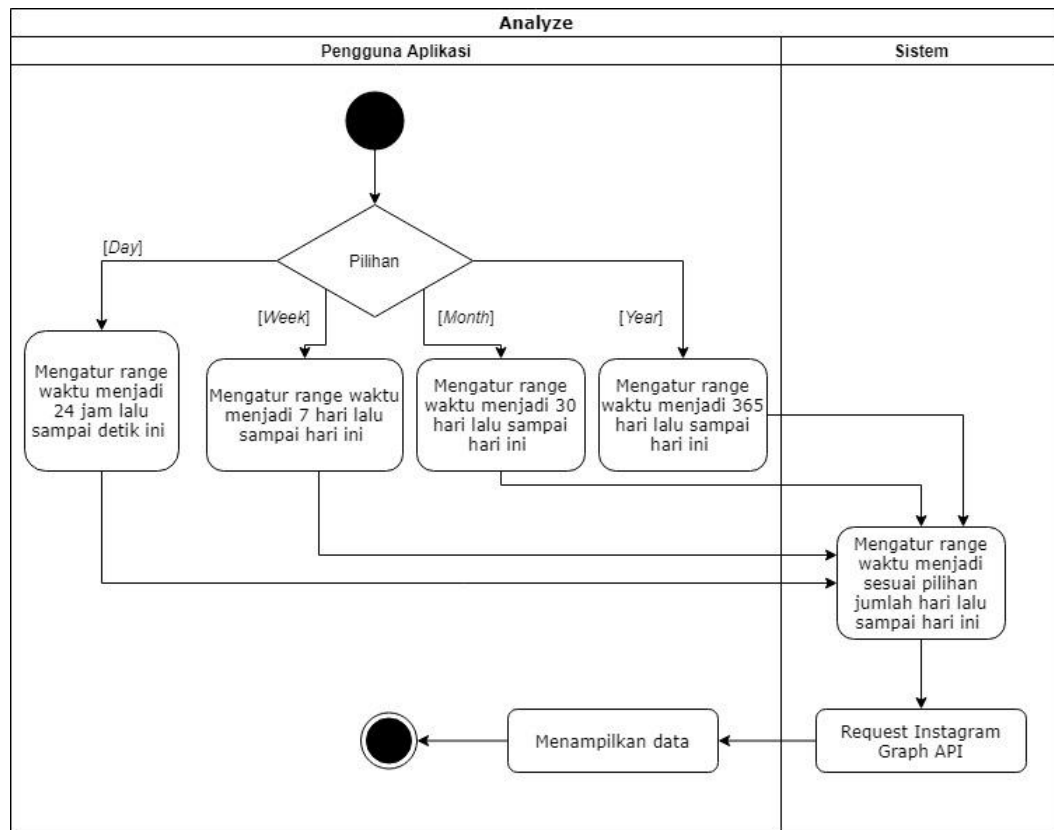 Analyze
Pengguna Aplikasi
Sistem
Pilihan
[Day]
[Week]
[Month]
[Year]
Mengatur range
waktu menjadi
24 jam lalu
sampai detik ini
Mengatur range waktu
menjadi 7 hari lalu
sampai hari ini
Mengatur range
waktu menjadi 30
hari lalu sampai
hari ini
Mengatur range
waktu menjadi 365
hari lalu sampai
hari ini
Mengatur range
waktu menjadi
sesuai pilihan
jumlah hari lalu
sampai hari ini
Menampilkan data
Request Instagram
Graph API